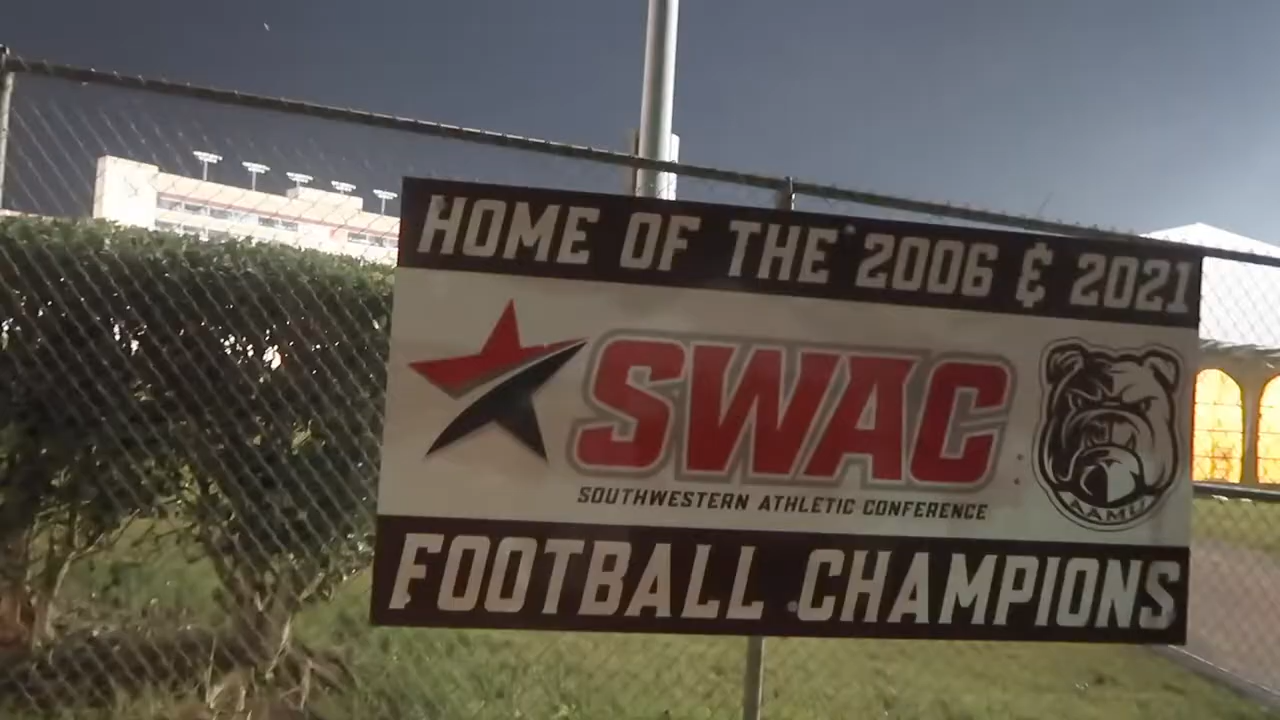 HOME OF THE 2006 & 2021
SWAC
SOUTHWESTERN ATHLETIC CONFERENCE
AAMU
FOOTBALL CHAMPIONS